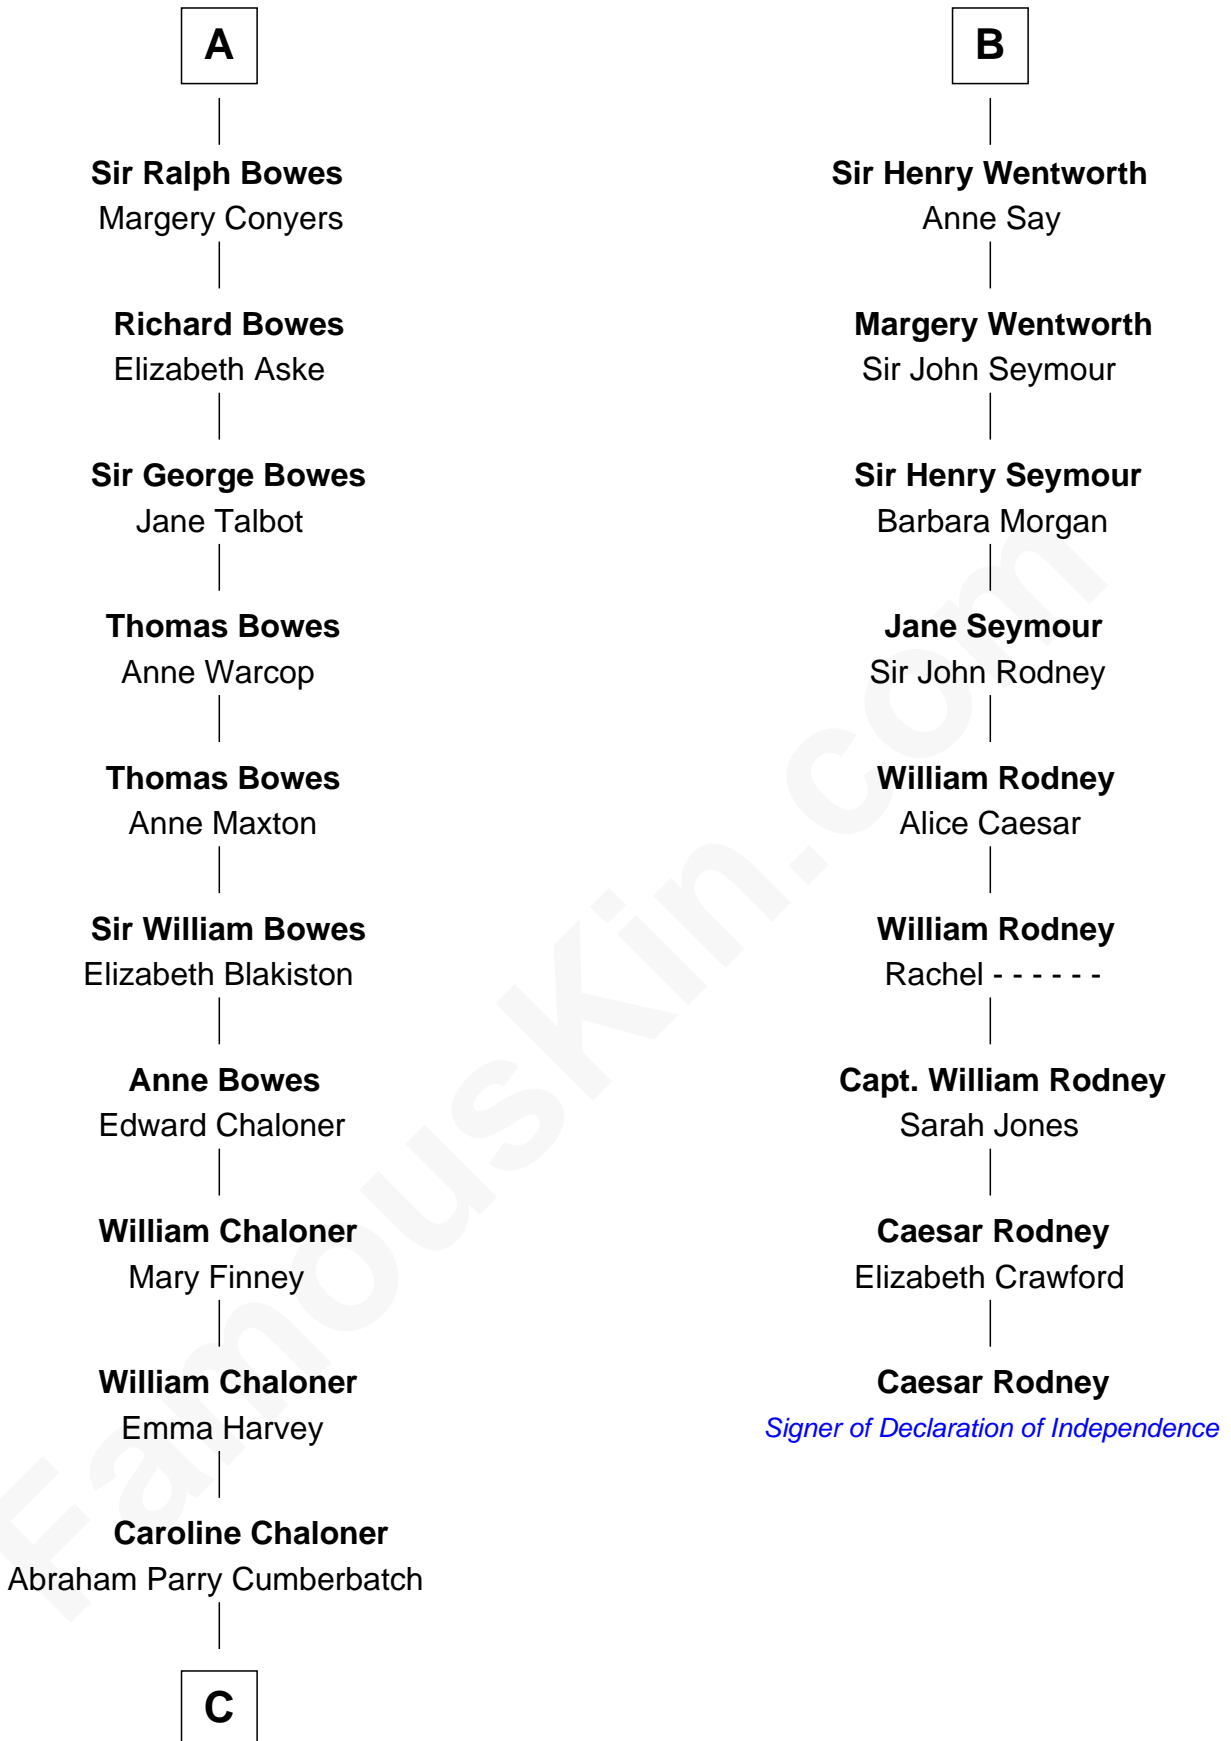 A
Sir Ralph Bowes
Margery Conyers
Richard Bowes
Elizabeth Aske
Sir George Bowes
Jane Talbot
Thomas Bowes
Anne Warcop
Thomas Bowes
Anne Maxton
Sir William Bowes
Elizabeth Blakiston
Anne Bowes
Edward Chaloner
William Chaloner
Mary Finney
William Chaloner
Emma Harvey
Caroline Chaloner
Abraham Parry Cumberbatch
C
B
Sir Henry Wentworth
Anne Say
Margery Wentworth
Sir John Seymour
Sir Henry Seymour
Barbara Morgan
Jane Seymour
Sir John Rodney
William Rodney
Alice Caesar
William Rodney
Rachel - - - - - -
Capt. William Rodney
Sarah Jones
Caesar Rodney
Elizabeth Crawford
Caesar Rodney
Signer of Declaration of Independence
FamousKin.com